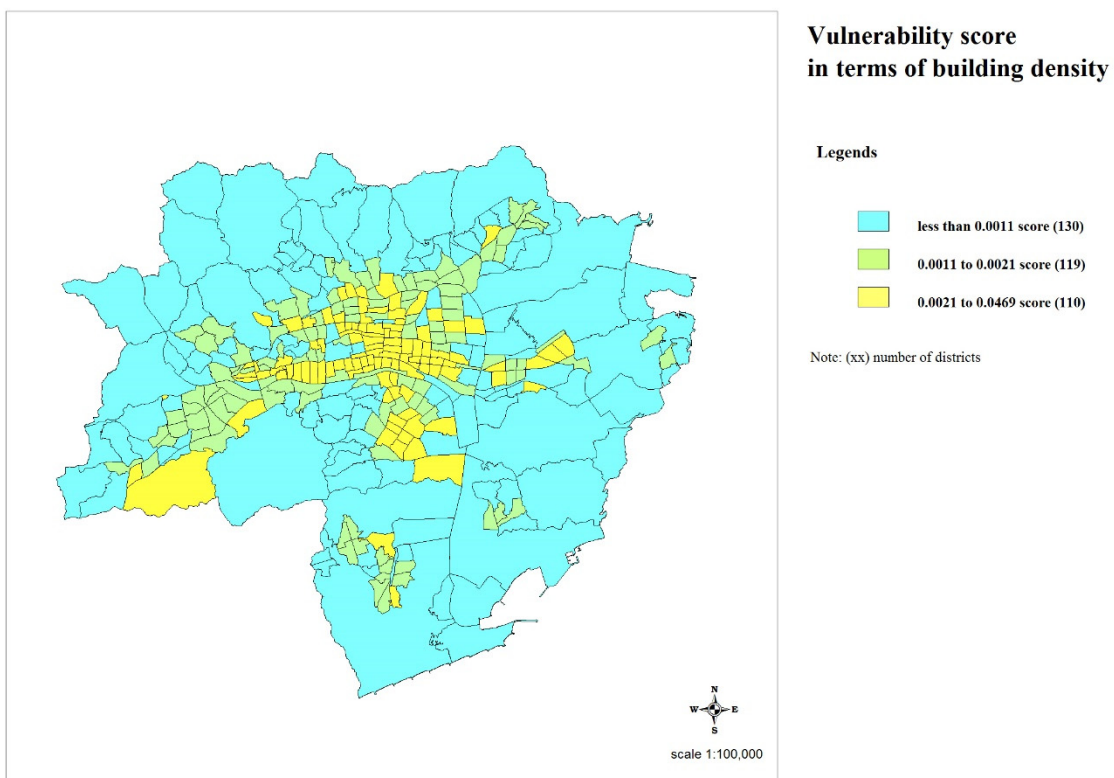 Vulnerability score
in terms of building density
Legends
less than 0.0011 score (130)
0.0011 to 0.0021 score (119)
0.0021 to 0.0469 score (110)
Note: (xx) number of districts
N
W E
S
scale 1:100,000